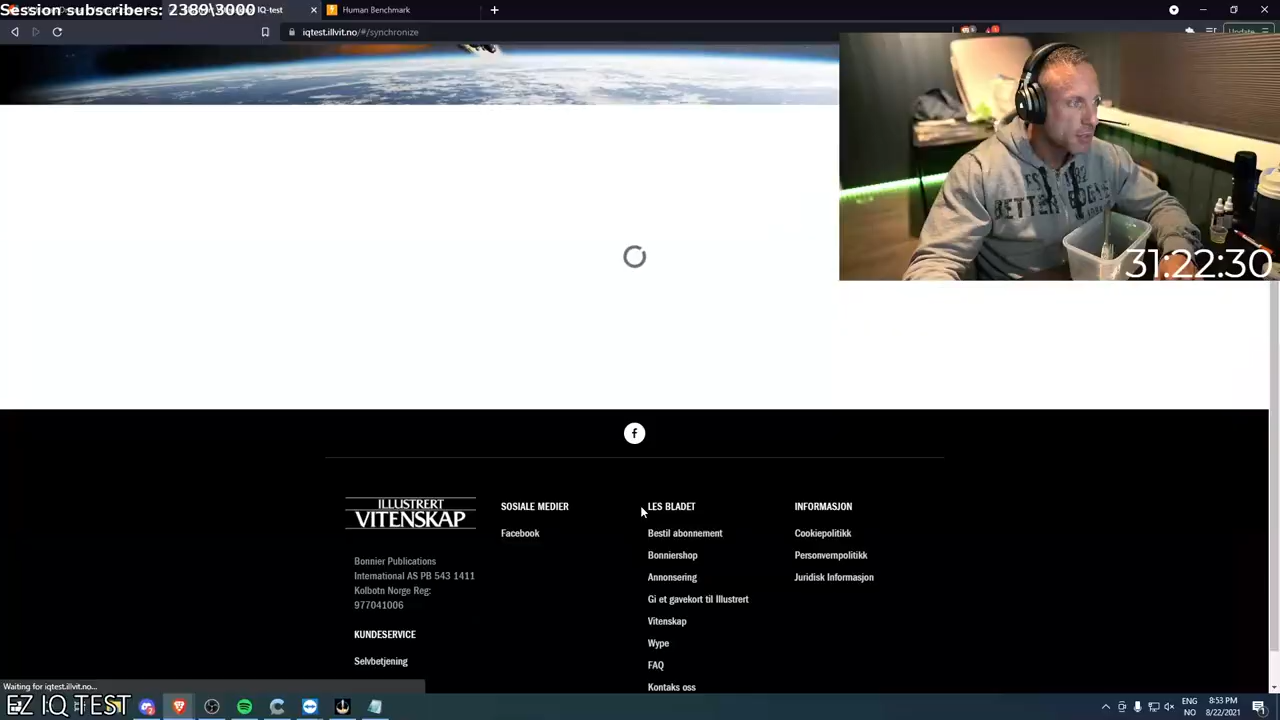 Session subscribers: 2389\3000
IQ-test
Human Benchmark
iqtest.illvit.no/#/synchronize
Update
BETTER
31:22:30
ILLUSTRERT
VITENSKAP
Bonnier Publications
International AS PB 543 1411
Kolbotn Norge Reg:
977041006
KUNDESERVICE
Selvbetjening
SOSIALE MEDIER
Facebook
LES BLADET
Bestil abonnement
Bonniershop
Annonsering
Gi et gavekort til Illustrert
Vitenskap
Wype
FAQ
Kontaks oss
INFORMASJON
Cookiepolitikk
Personvernpolitikk
Juridisk Informasjon
Waiting for iqtest.illvit.no...
EZ IQ TEST
ENG
NO
8:53 PM
8/22/2021